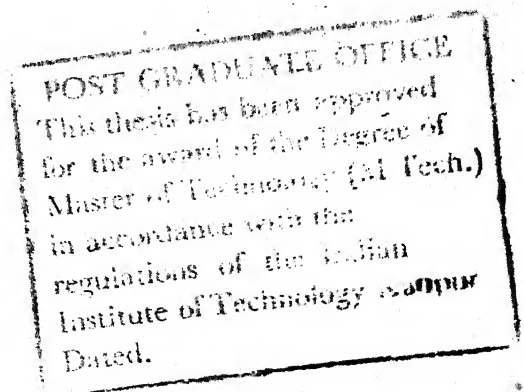 POST GRADUATE OFFICE
This thesis has been approved
for the award of the Degree of
Master of Technology (M Tech.)
in accordance with the
regulations of the Indian
Institute of Technology Kanpur
Dated.